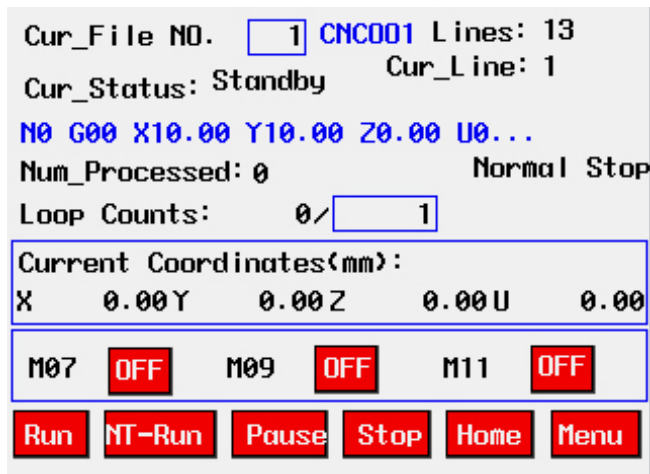 Cur_File NO. 1 CNC001 Lines: 13
Cur_Status: Standby Cur_Line: 1
N0 G00 X10.00 Y10.00 Z0.00 U0...
Num_Processed: 0 Normal Stop
Loop Counts: 0/ 1
Current Coordinates(mm):
X 0.00 Y 0.00 Z 0.00 U 0.00
M07 OFF M09 OFF M11 OFF
Run NT-Run Pause Stop Home Menu